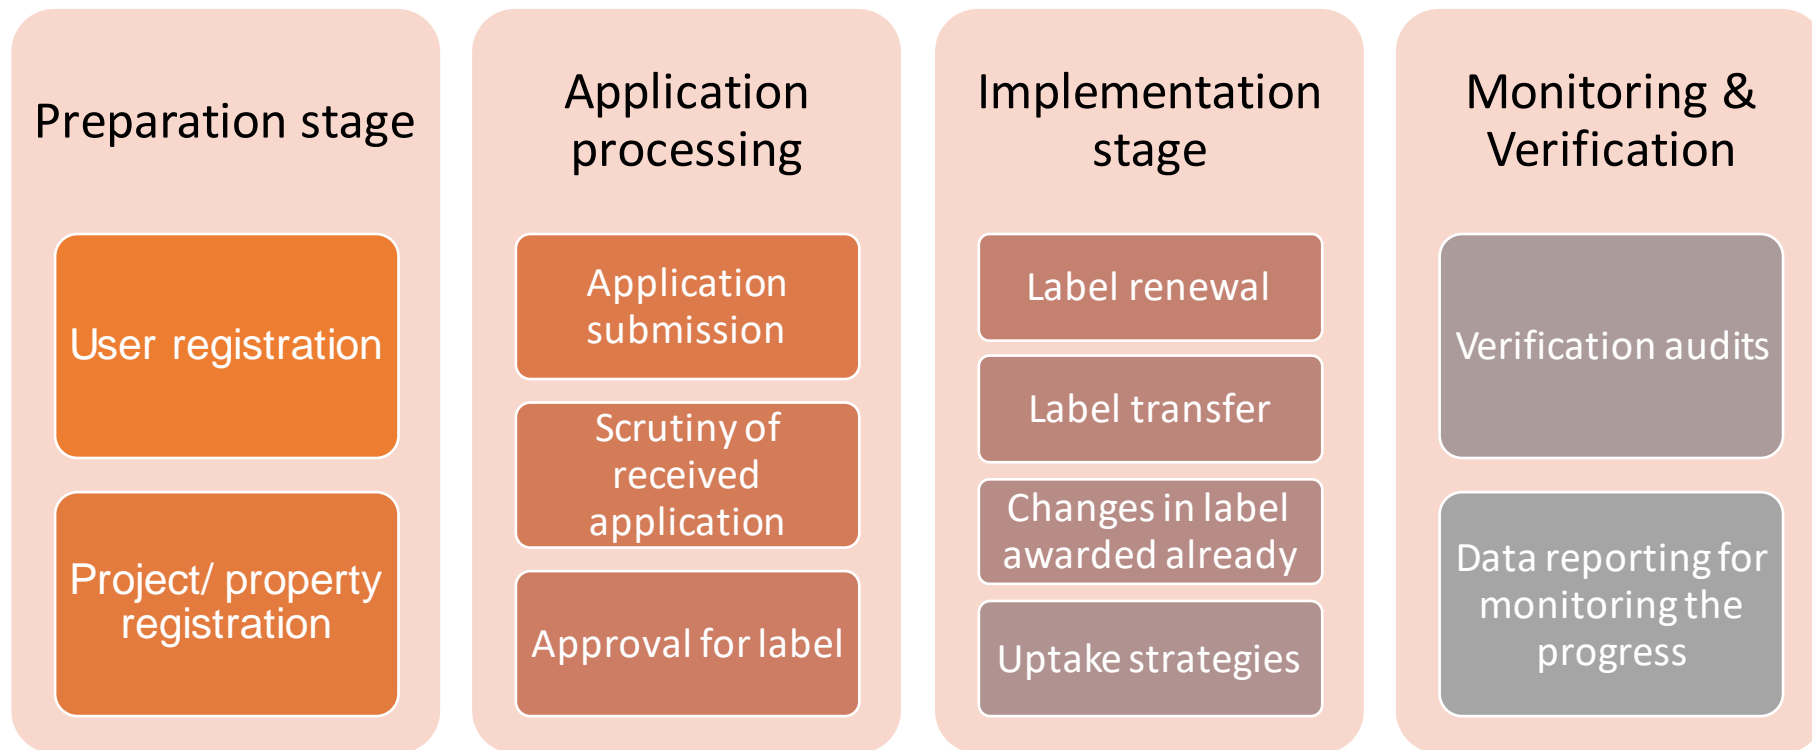 Preparation stage
User registration
Project/ property
registration
Application
processing
Application
submission
Scrutiny of
received
application
Approval for label
Implementation
stage
Label renewal
Label transfer
Changes in label
awarded already
Uptake strategies
Monitoring &
Verification
Verification audits
Data reporting for
monitoring the
progress